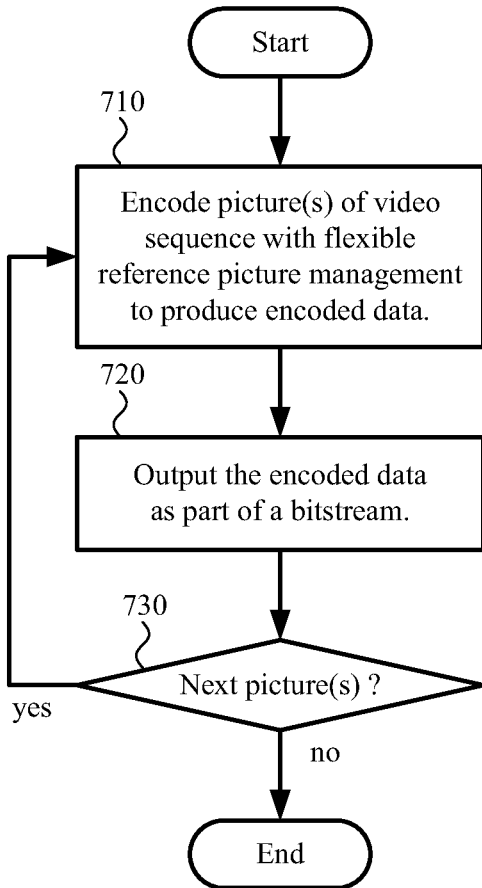 Start
710
Encode picture(s) of video
sequence with flexible
reference picture management
to produce encoded data.
720
Output the encoded data
as part of a bitstream.
730
Next picture(s) ?
yes
no
End